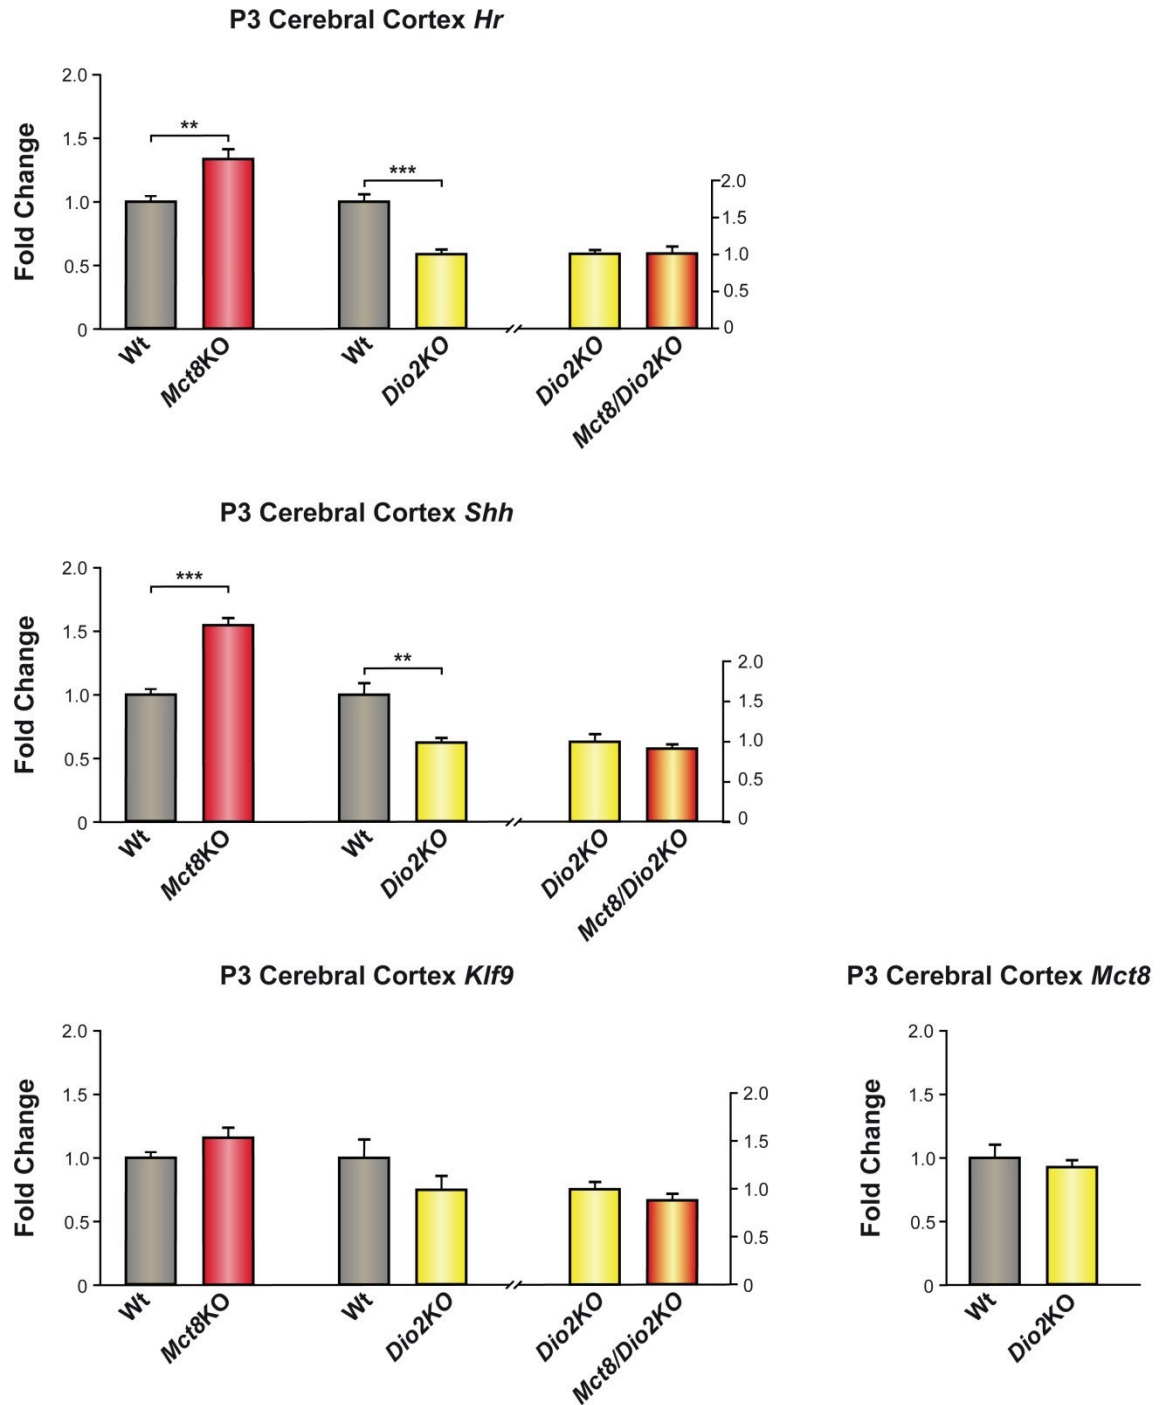 P3 Cerebral Cortex Hr
Fold Change
2.0
1.5
1.0
0.5
0
**
***
2.0
1.5
1.0
0.5
0
Wt
Mct8KO
Wt
Dio2KO
Dio2KO
Mct8/Dio2KO
P3 Cerebral Cortex Shh
Fold Change
2.0
1.5
1.0
0.5
0
***
**
2.0
1.5
1.0
0.5
0
Wt
Mct8KO
Wt
Dio2KO
Dio2KO
Mct8/Dio2KO
P3 Cerebral Cortex Klf9
Fold Change
2.0
1.5
1.0
0.5
0
2.0
1.5
1.0
0.5
0
Wt
Mct8KO
Wt
Dio2KO
Dio2KO
Mct8/Dio2KO
P3 Cerebral Cortex Mct8
Fold Change
2.0
1.5
1.0
0.5
0
Wt
Dio2KO